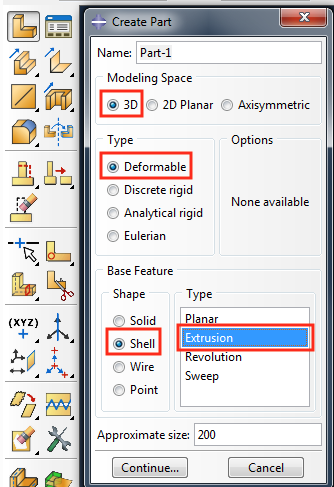 Create Part
Name: Part-1
Modeling Space
3D 2D Planar Axisymmetric
Type
Deformable
Discrete rigid
Analytical rigid
Eulerian
Options
None available
Base Feature
Shape
Solid
Shell
Wire
Point
Type
Planar
Extrusion
Revolution
Sweep
Approximate size: 200
Continue... Cancel
(XYZ)